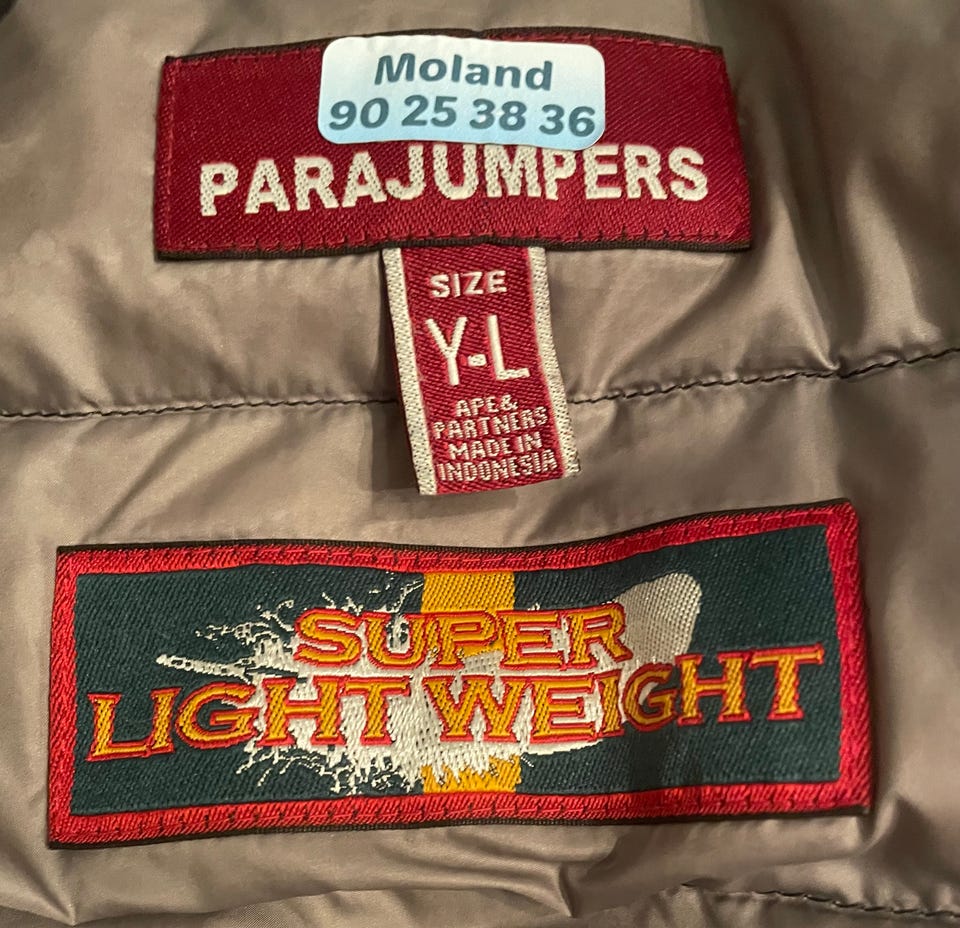 Moland
90 25 38 36
PARAJUMPERS
SIZE
Y-L
APE&
PARTNERS
MADE IN
INDONESIA
SUPER
LIGHT WEIGHT